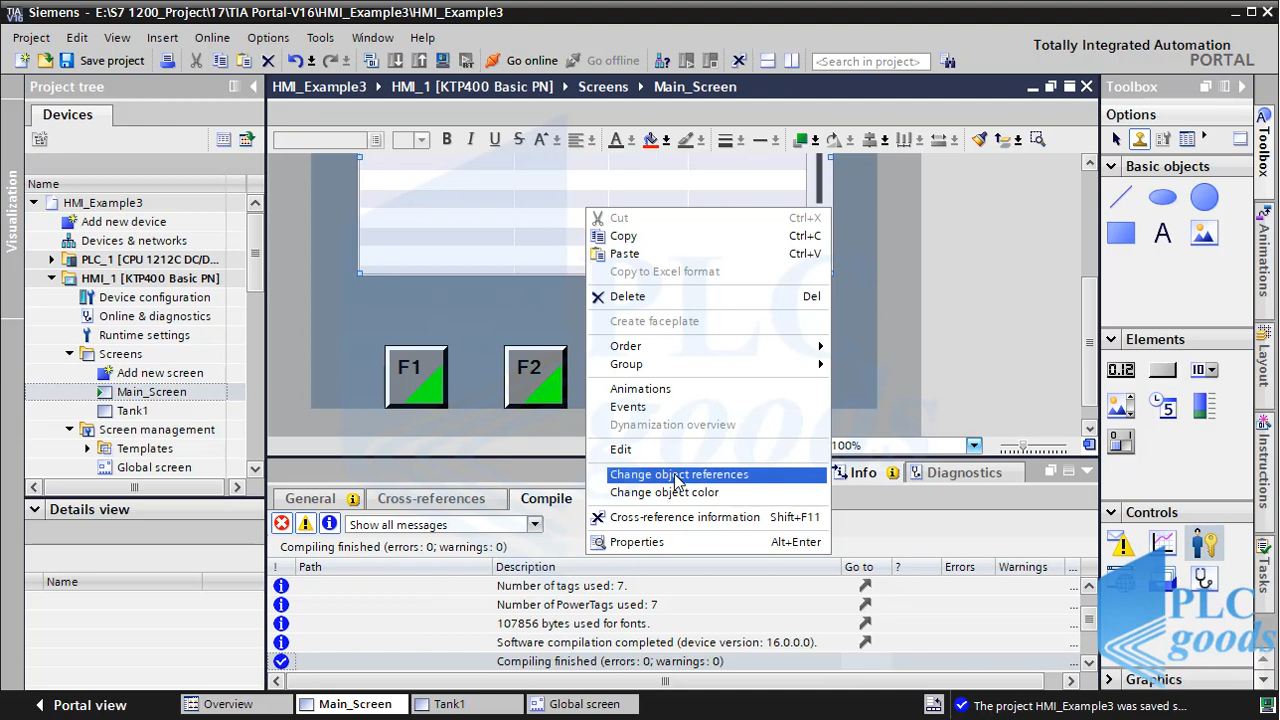 TIA V16 Siemens - E:\S7 1200_Project\17\TIA Portal-V16\HMI_Example3\HMI_Example3
Project Edit View Insert Online Options Tools Window Help
Totally Integrated Automation
PORTAL
Save project Go online Go offline <Search in project>
Project tree
HMI_Example3 HMI_1 [KTP400 Basic PN] Screens Main_Screen
Toolbox
Devices
Options
B I U S A A
Name
Basic objects
HMI_Example3
Add new device
Devices & networks
PLC_1 [CPU 1212C DC/D...
HMI_1 [KTP400 Basic PN]
Device configuration
Online & diagnostics
Runtime settings
Screens
Add new screen
Main_Screen
Tank1
Screen management
Templates
Global screen
Visualization
Details view
Name
F1 F2
Cut Ctrl+X
Copy Ctrl+C
Paste Ctrl+V
Copy to Excel format
Delete Del
Create faceplate
Order
Group
Animations
Events
Dynamization overview
Edit
Change object references
Change object color
Cross-reference information Shift+F11
Properties Alt+Enter
100%
Info Diagnostics
General Cross-references Compile
Show all messages
Compiling finished (errors: 0; warnings: 0)
! Path Description Go to ? Errors Warnings ...
Number of tags used: 7.
Number of PowerTags used: 7
107856 bytes used for fonts.
Software compilation completed (device version: 16.0.0.0).
Compiling finished (errors: 0; warnings: 0)
A
Elements
0.12 10
5
Controls
Graphics
Toolbox
Animations
Layout
Instructions
Tasks
PLC
goods
Portal view Overview Main_Screen Tank1 Global screen
The project HMI_Example3 was saved s...